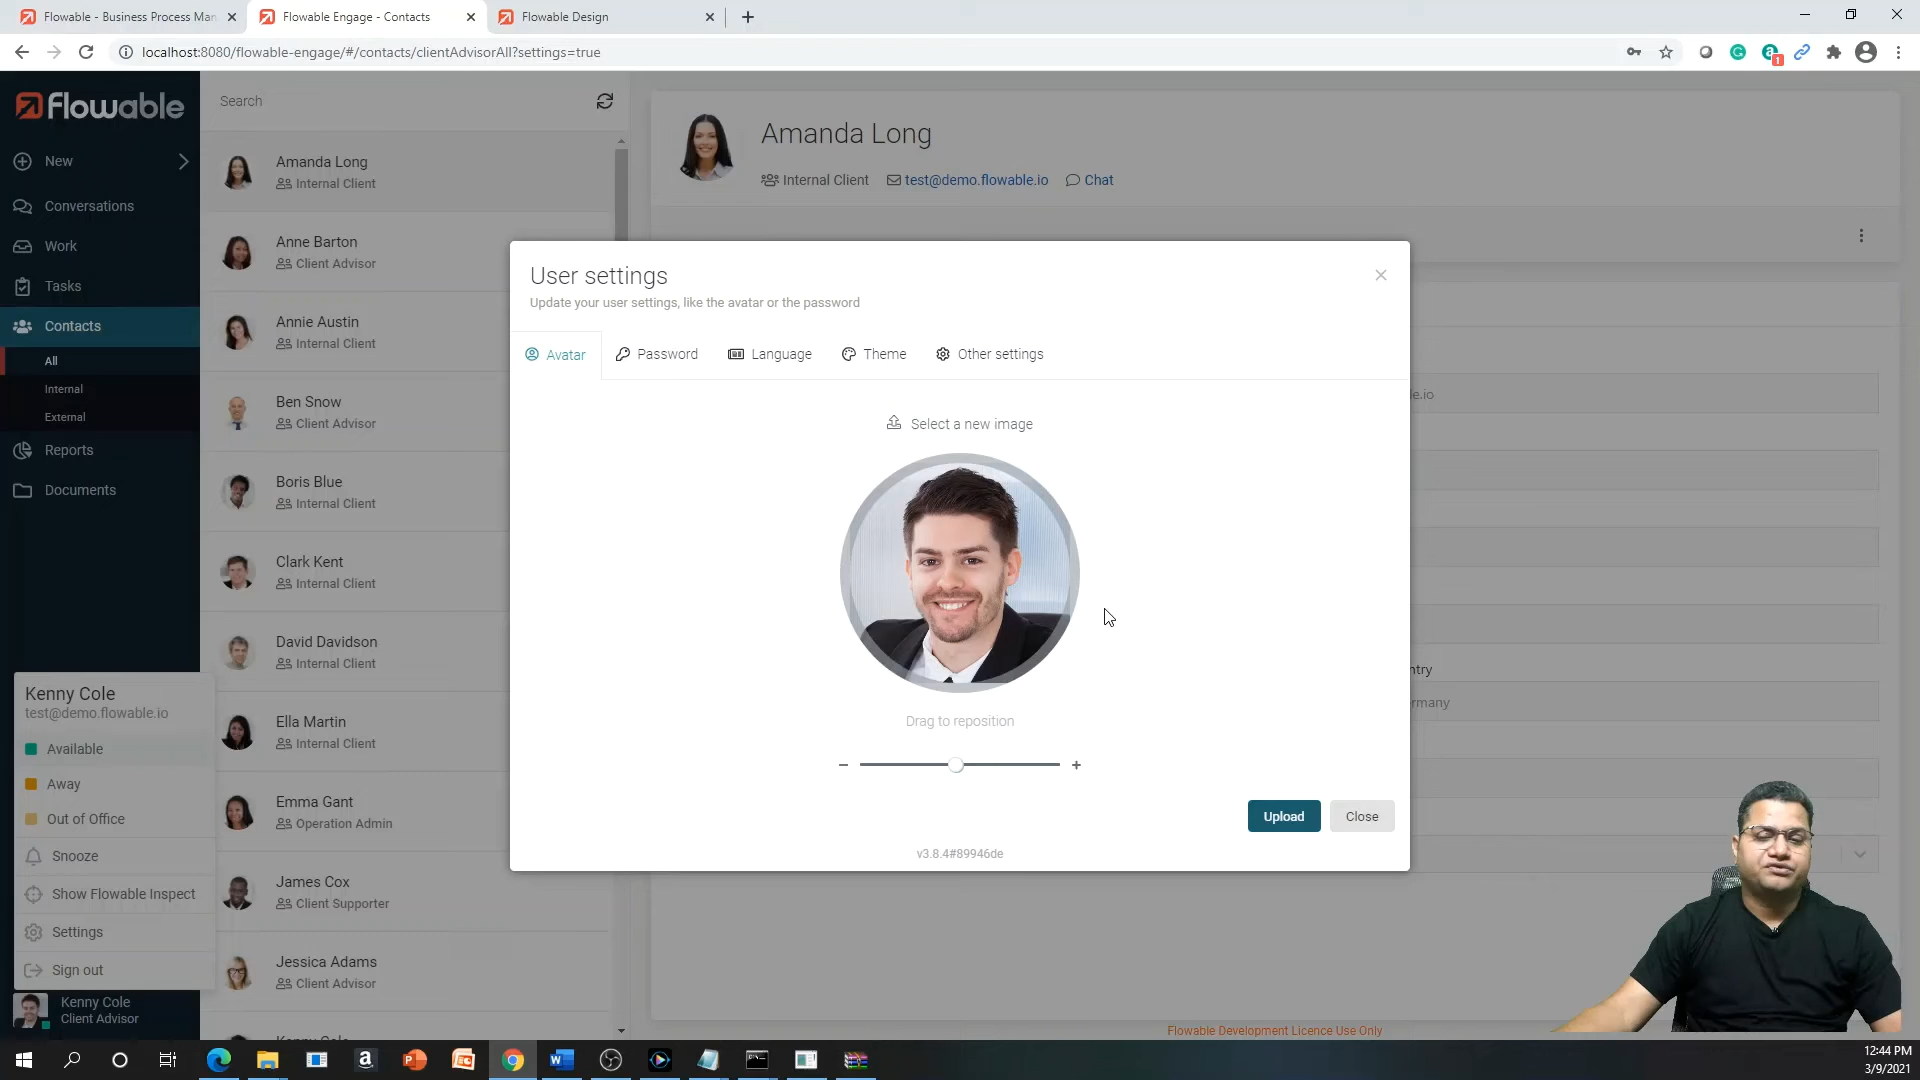 Flowable - Business Process Man
Flowable Engage - Contacts
Flowable Design
localhost:8080/flowable-engage/#/contacts/clientAdvisorAll?settings=true
1
Flowable
New
Conversations
Work
Tasks
Contacts
All
Internal
External
Reports
Documents
Kenny Cole
test@demo.flowable.io
Available
Away
Out of Office
Snooze
Show Flowable Inspect
Settings
Sign out
Kenny Cole
Client Advisor
Search
Amanda Long
Internal Client
Anne Barton
Client Advisor
Annie Austin
Internal Client
Ben Snow
Client Advisor
Boris Blue
Internal Client
Clark Kent
Internal Client
David Davidson
Internal Client
Ella Martin
Internal Client
Emma Gant
Operation Admin
James Cox
Client Supporter
Jessica Adams
Client Advisor
Amanda Long
Internal Client test@demo.flowable.io Chat
User settings
Update your user settings, like the avatar or the password
Avatar Password Language Theme Other settings
Select a new image
Drag to reposition
Upload Close
v3.8.4#89946de
le.io
ntry
rmany
Flowable Development Licence Use Only
12:44 PM
3/9/2021